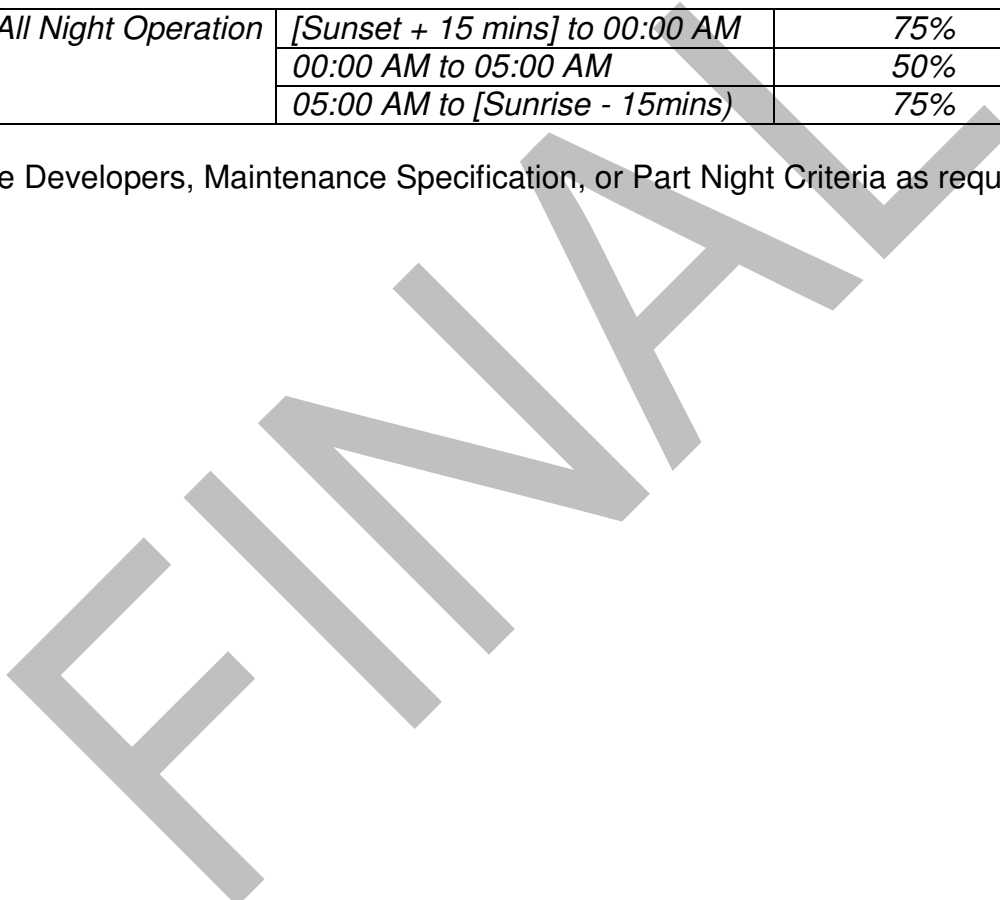 All Night Operation [Sunset + 15 mins] to 00:00 AM 75%
00:00 AM to 05:00 AM 50%
05:00 AM to [Sunrise - 15mins) 75%
e Developers, Maintenance Specification, or Part Night Criteria as requ
FINAL